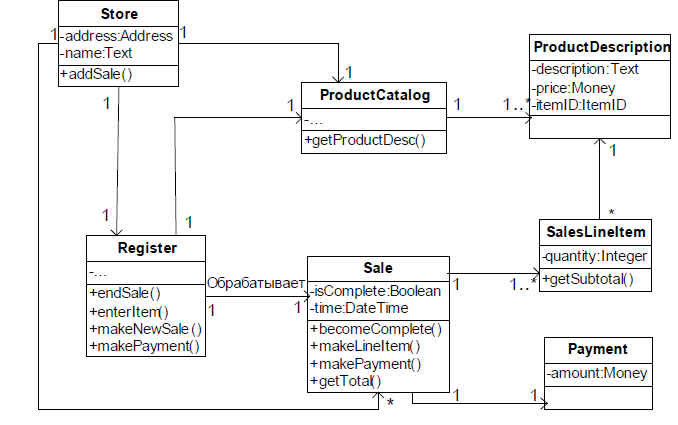 Store
-address:Address
-name:Text
+addSale()
1
1
1
1
1
ProductCatalog
-...
+getProductDesc()
1
1
1
1..*
ProductDescription
-description:Text
-price:Money
-itemID:ItemID
1
*
Register
-...
+endSale()
+enterItem()
+makeNewSale()
+makePayment()
Обрабатывает
1
1
Sale
-isComplete:Boolean
-time:DateTime
+becomeComplete()
+makeLineItem()
+makePayment()
+getTotal()
*
1
1..*
SalesLineItem
-quantity:Integer
+getSubtotal()
Payment
-amount:Money
1
1
1